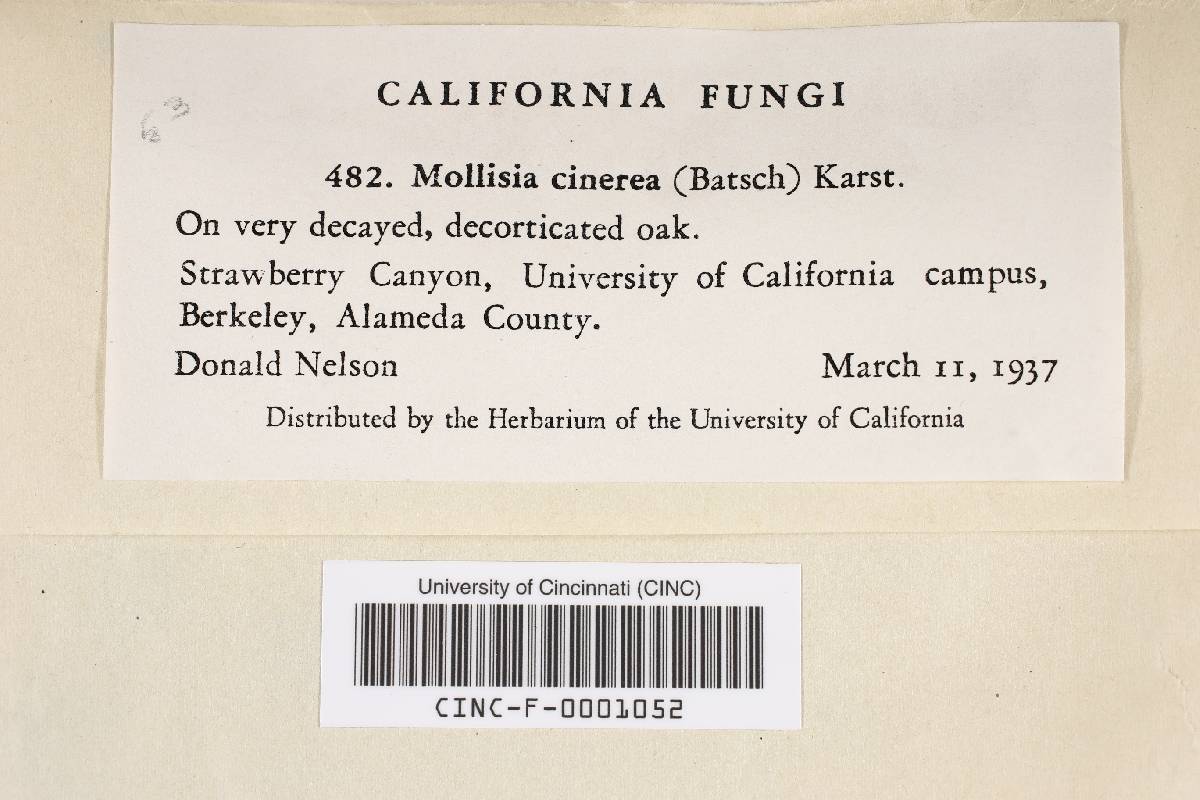 CALIFORNIA FUNGI
63
482. Mollisia cinerea (Batsch) Karst.
On very decayed, decorticated oak.
Strawberry Canyon, University of California campus,
Berkeley, Alameda County.
Donald Nelson March 11, 1937
Distributed by the Herbarium of the University of California
University of Cincinnati (CINC)
CINC-F-0001052